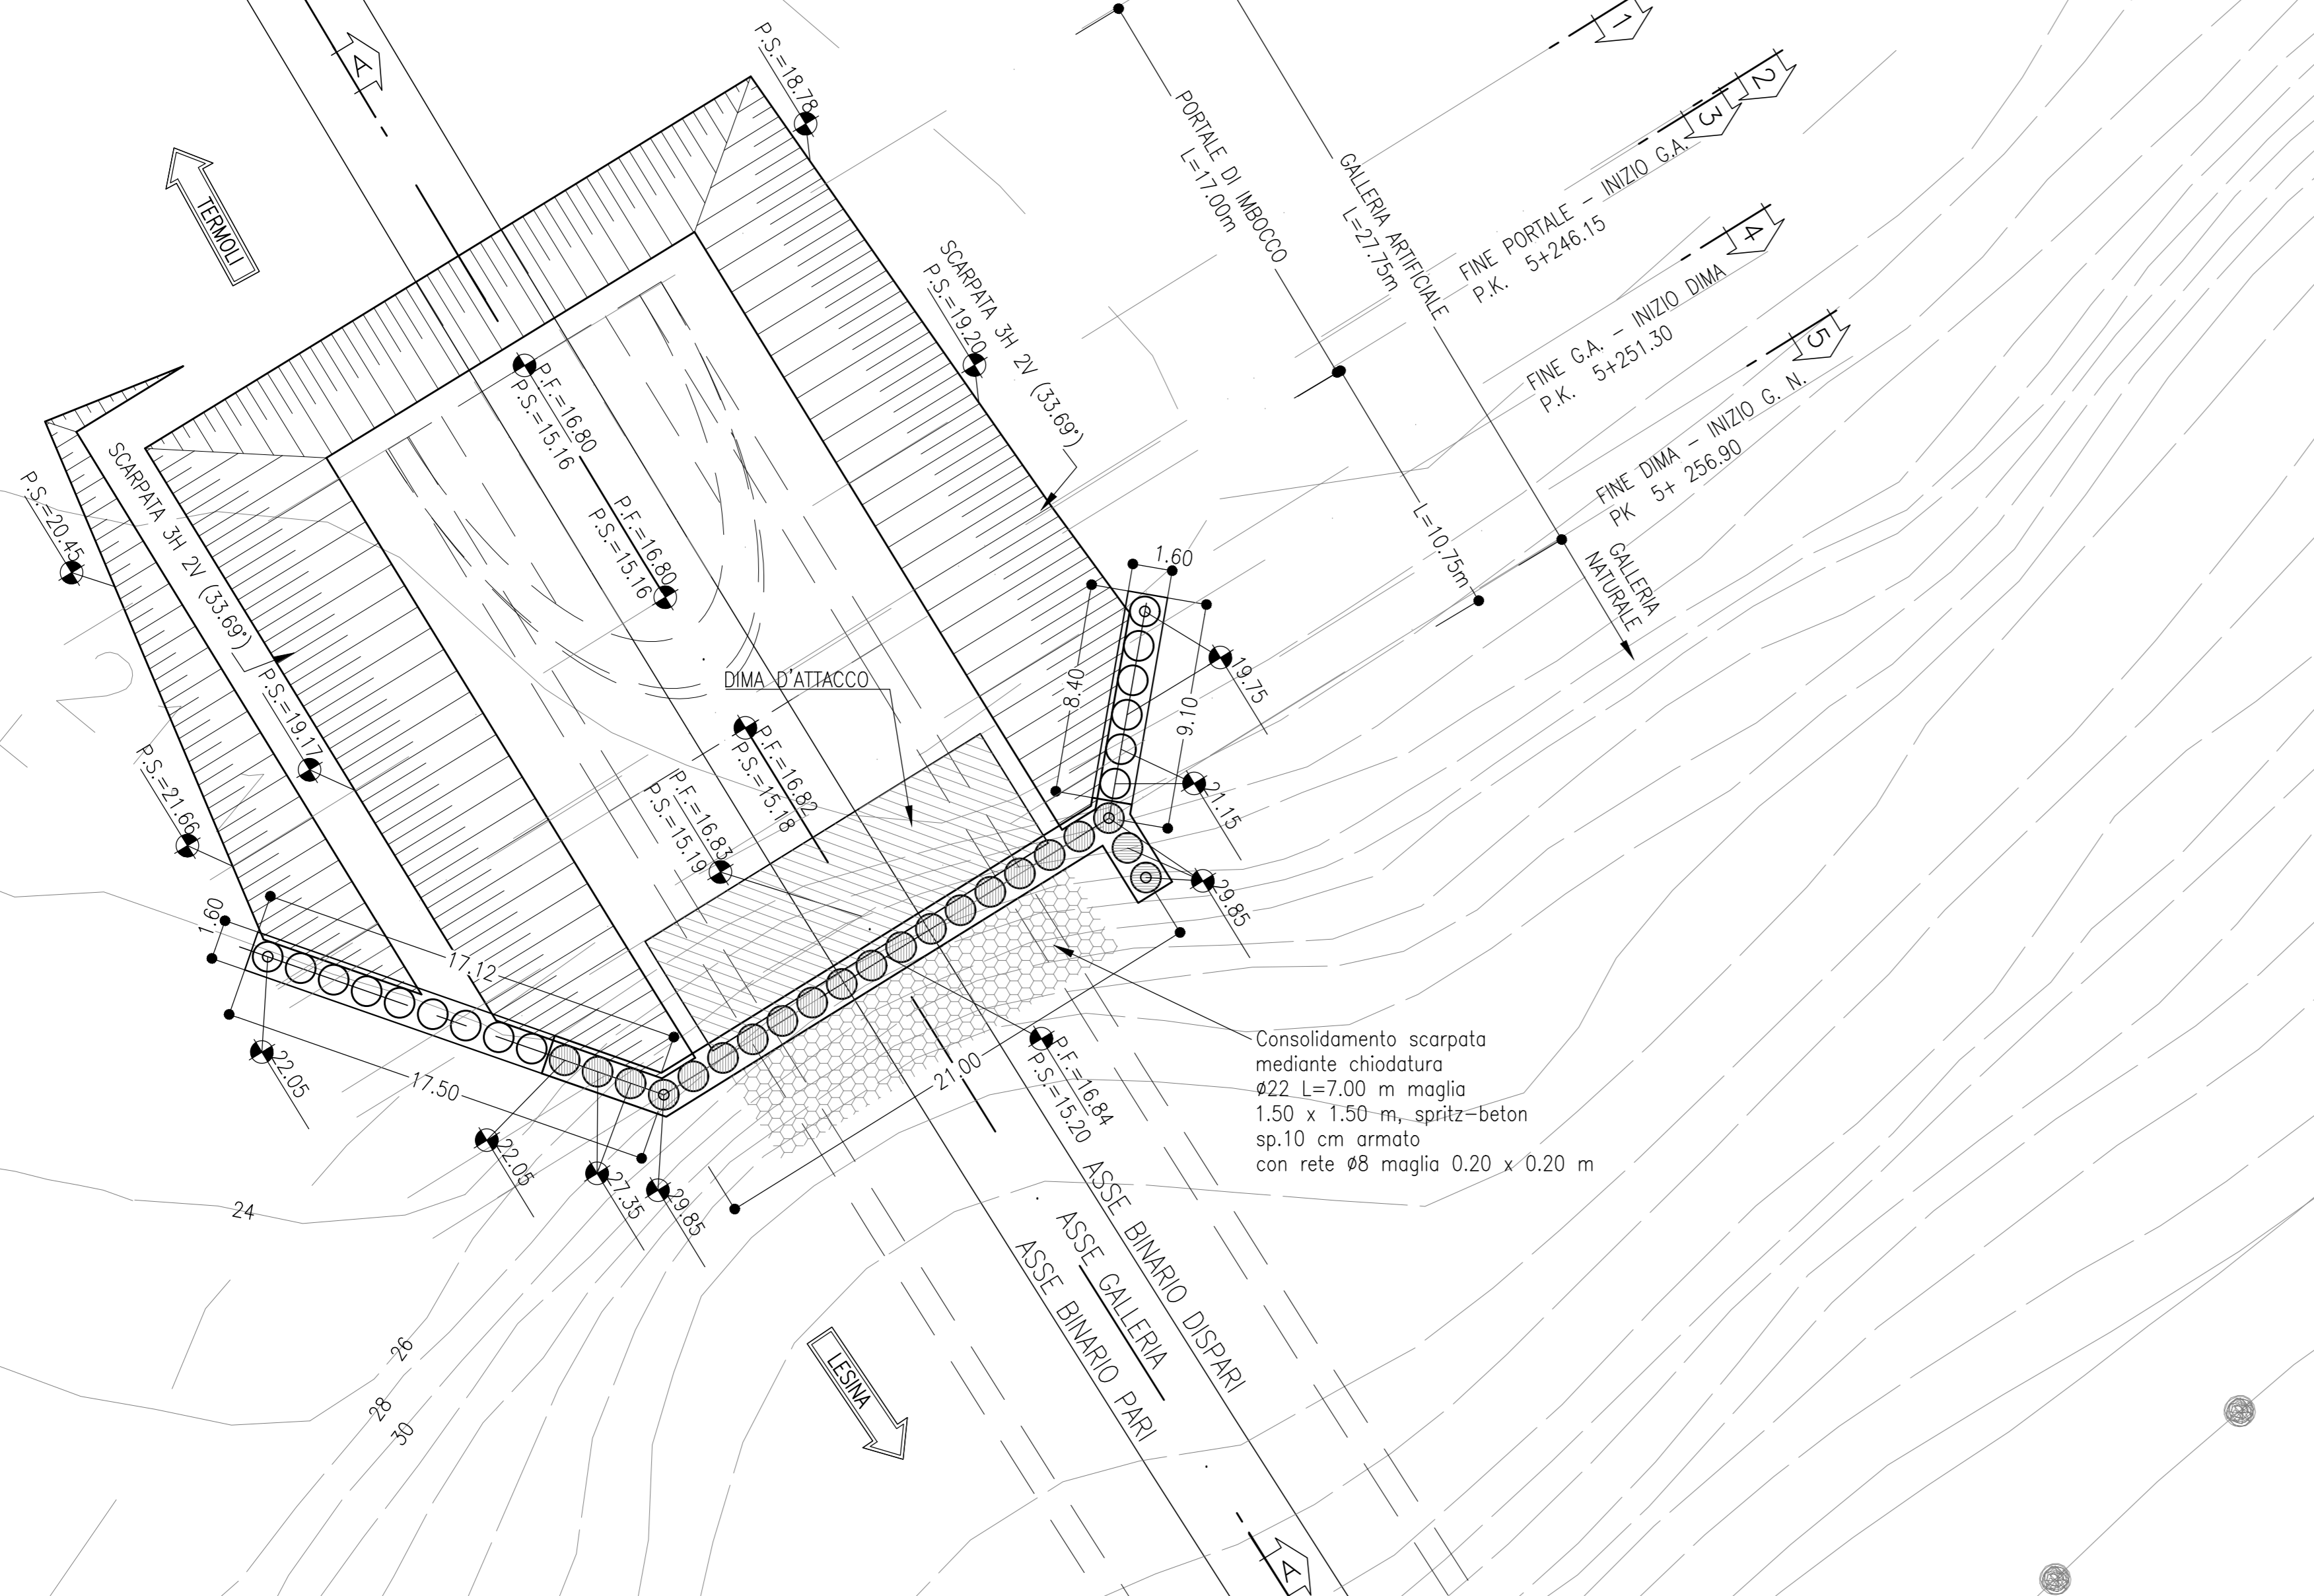 A
TERMOLI
P.S.=18.78
PORTALE DI IMBOCCO
L=17.00m
GALLERIA ARTIFICIALE
L=27.75m
1
2
3
FINE PORTALE - INIZIO G.A.
P.K. 5+246.15
4
FINE G.A. - INIZIO DIMA
P.K. 5+251.30
5
FINE DIMA - INIZIO G. N.
PK 5+ 256.90
L=10.75m
GALLERIA
NATURALE
SCARPATA 3H 2V (33.69°)
P.S.=19.20
P.F.=16.80
P.S.=15.16
P.F.=16.80
P.S.=15.16
SCARPATA 3H 2V (33.69°)
P.S.=20.45
P.S.=19.17
P.S.=21.66
DIMA D'ATTACCO
P.F.=16.82
P.S.=15.18
P.F.=16.83
P.S.=15.19
1.60
8.40
9.10
19.75
21.15
29.85
1.60
17.12
17.50
22.05
22.05
27.35
29.85
21.00
P.F.=16.84
P.S.=15.20
Consolidamento scarpata
mediante chiodatura
ø22 L=7.00 m maglia
1.50 x 1.50 m, spritz-beton
sp.10 cm armato
con rete ø8 maglia 0.20 x 0.20 m
24
26
28
30
LESINA
ASSE BINARIO DISPARI
ASSE GALLERIA
ASSE BINARIO PARI
A